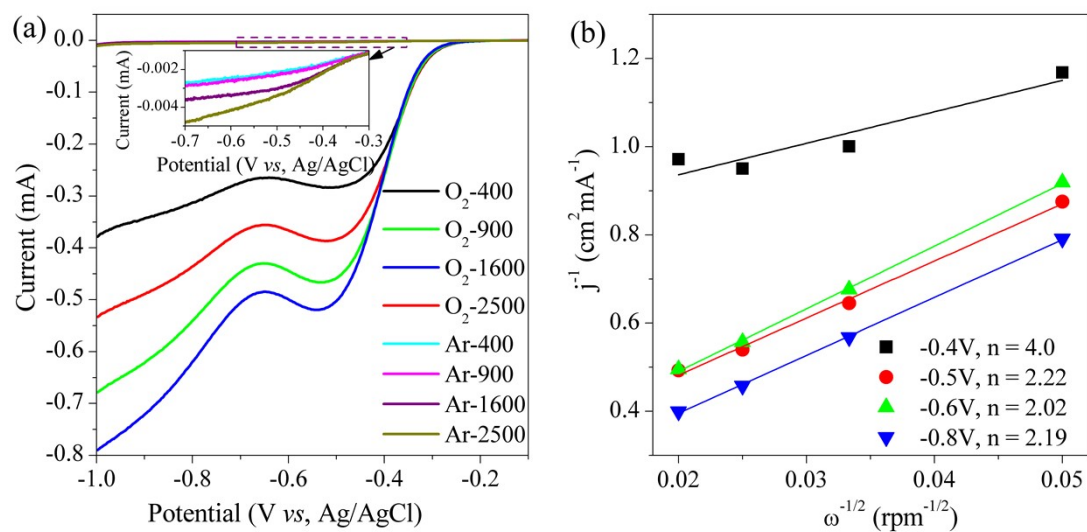 (a)
0.0
-0.1
-0.2
-0.3
-0.4
-0.5
-0.6
-0.7
-0.8
Current (mA)
-1.0 -0.8 -0.6 -0.4 -0.2
Potential (V vs, Ag/AgCl)
-0.002
-0.004
Current (mA)
-0.7 -0.6 -0.5 -0.4 -0.3
Potential (V vs, Ag/AgCl)
O₂-400
O₂-900
O₂-1600
O₂-2500
Ar-400
Ar-900
Ar-1600
Ar-2500
(b)
1.2
1.0
0.8
0.6
0.4
j⁻¹ (cm² mA⁻¹)
0.02 0.03 0.04 0.05
ω⁻¹/² (rpm⁻¹/²)
-0.4V, n = 4.0
-0.5V, n = 2.22
-0.6V, n = 2.02
-0.8V, n = 2.19